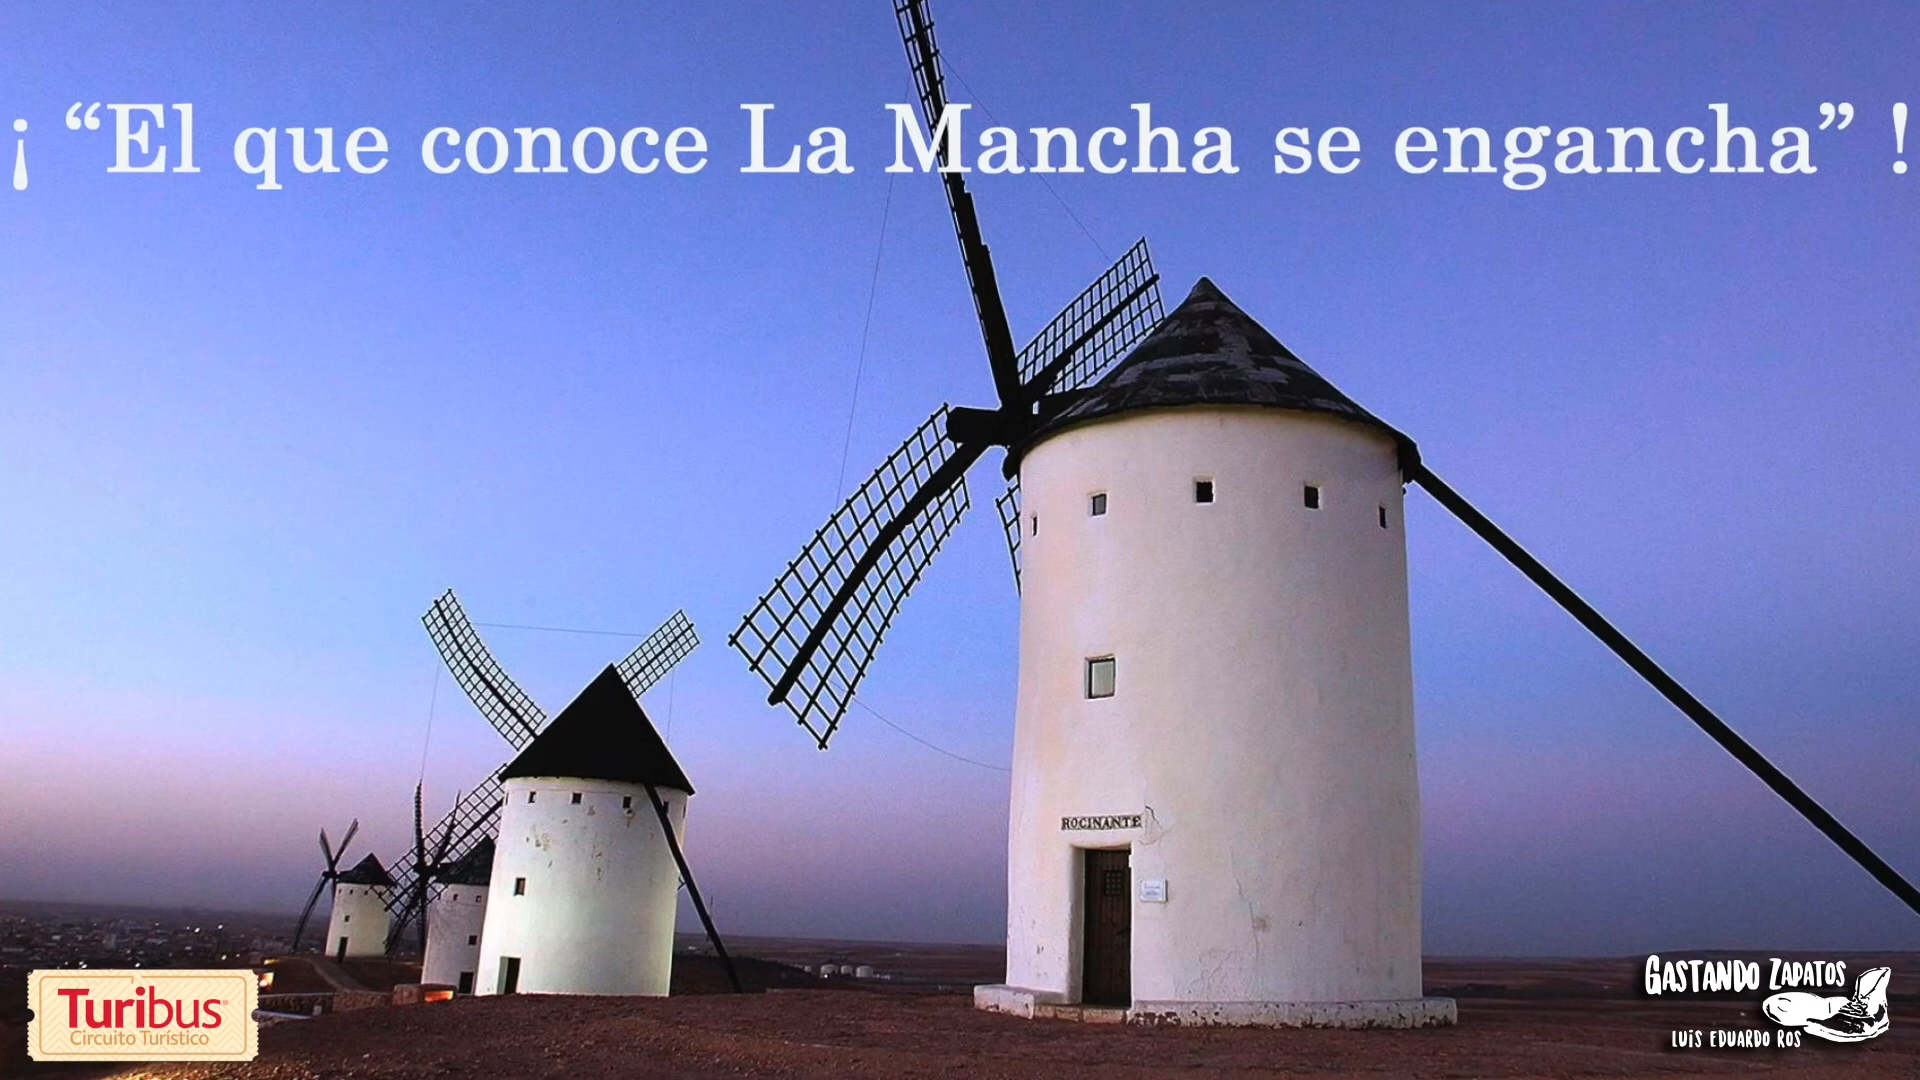 ¡ “El que conoce La Mancha se engancha” !
ROCINANTE
Turibus®
Circuito Turístico
GASTANDO ZAPATOS
LUIS EDUARDO ROS